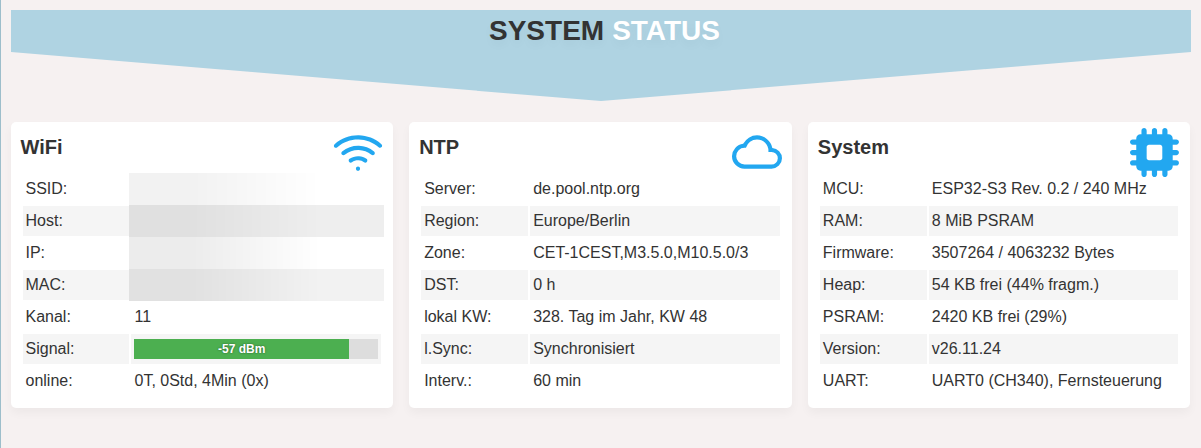 SYSTEM STATUS
WiFi
SSID:
Host:
IP:
MAC:
Kanal: 11
Signal: -57 dBm
online: 0T, 0Std, 4Min (0x)
NTP
Server: de.pool.ntp.org
Region: Europe/Berlin
Zone: CET-1CEST,M3.5.0,M10.5.0/3
DST: 0 h
lokal KW: 328. Tag im Jahr, KW 48
l.Sync: Synchronisiert
Interv.: 60 min
System
MCU: ESP32-S3 Rev. 0.2 / 240 MHz
RAM: 8 MiB PSRAM
Firmware: 3507264 / 4063232 Bytes
Heap: 54 KB frei (44% fragm.)
PSRAM: 2420 KB frei (29%)
Version: v26.11.24
UART: UART0 (CH340), Fernsteuerung